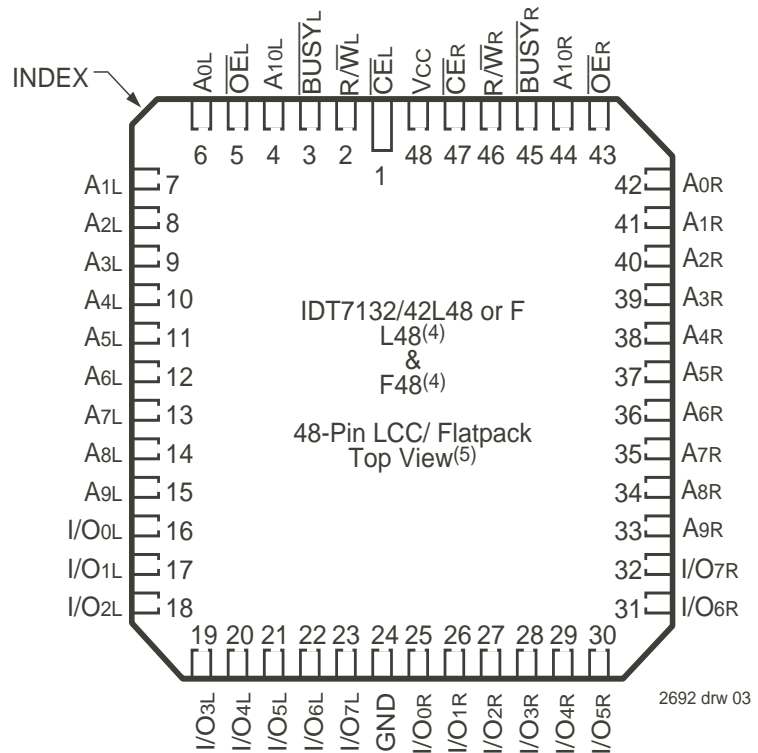 INDEX
A0L
OEL
A10L
BUSYL
R/WL
CEL
VCC
CER
R/WR
BUSYR
A10R
OER
6 5 4 3 2 1 48 47 46 45 44 43
A1L 7
A2L 8
A3L 9
A4L 10
A5L 11
A6L 12
A7L 13
A8L 14
A9L 15
I/O0L 16
I/O1L 17
I/O2L 18
IDT7132/42L48 or F
L48(4)
&
F48(4)
48-Pin LCC/ Flatpack
Top View(5)
42 A0R
41 A1R
40 A2R
39 A3R
38 A4R
37 A5R
36 A6R
35 A7R
34 A8R
33 A9R
32 I/O7R
31 I/O6R
19 20 21 22 23 24 25 26 27 28 29 30
I/O3L
I/O4L
I/O5L
I/O6L
I/O7L
GND
I/O0R
I/O1R
I/O2R
I/O3R
I/O4R
I/O5R
2692 drw 03